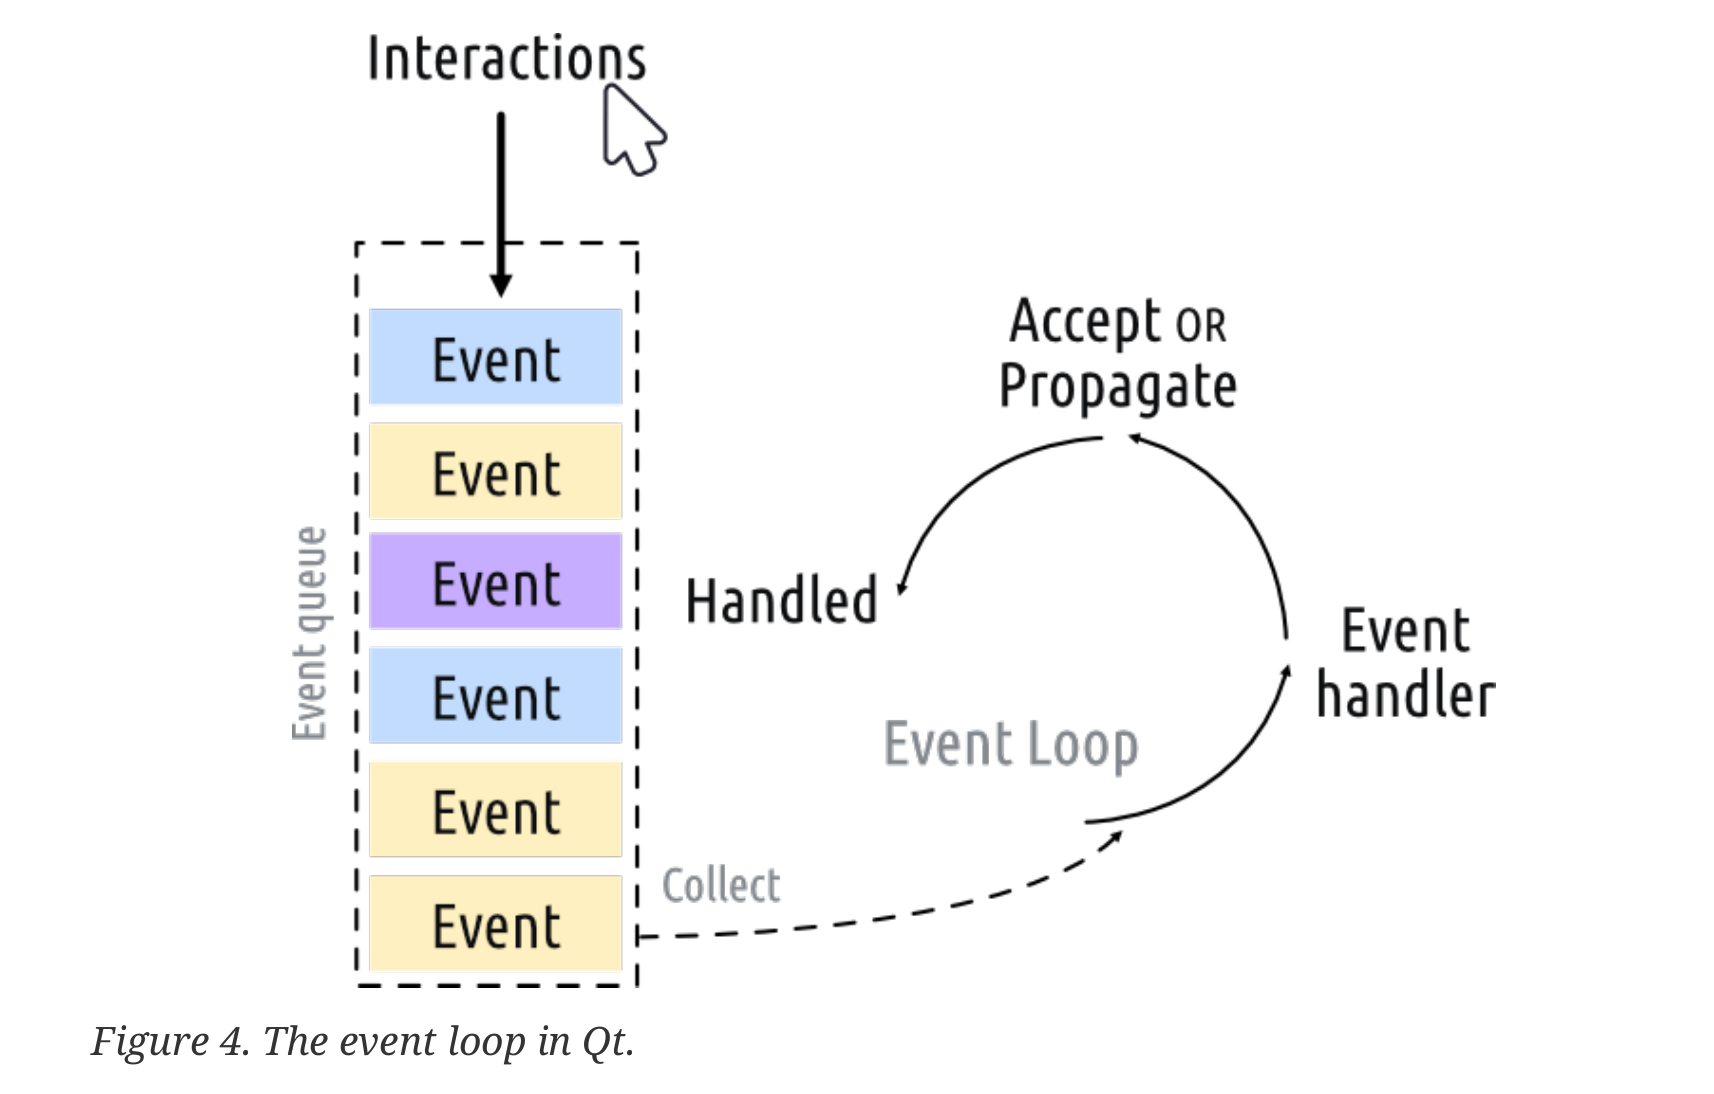 Interactions
Event
Event
Event
Event
Event
Event
Event queue
Collect
Event Loop
Event
handler
Accept OR
Propagate
Handled
Figure 4. The event loop in Qt.